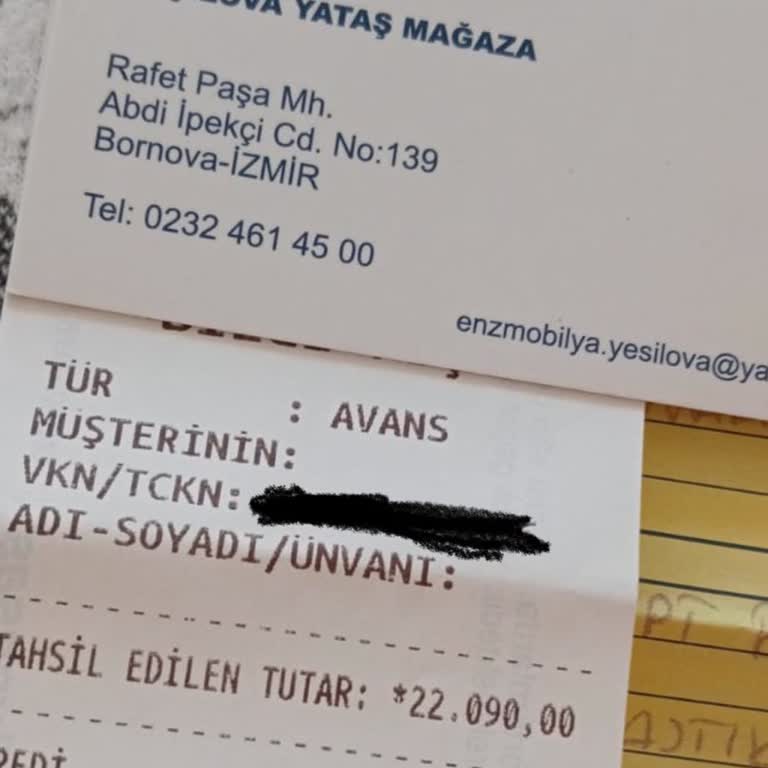 YATAŞ MAĞAZA
Rafet Paşa Mh.
Abdi İpekçi Cd. No:139
Bornova-İZMİR
Tel: 0232 461 45 00
enzmobilya.yesilova@ya
TÜR : AVANS
MÜŞTERİNİN:
VKN/TCKN:
ADI-SOYADI/ÜNVANI:
TAHSİL EDİLEN TUTAR: *22.090,00